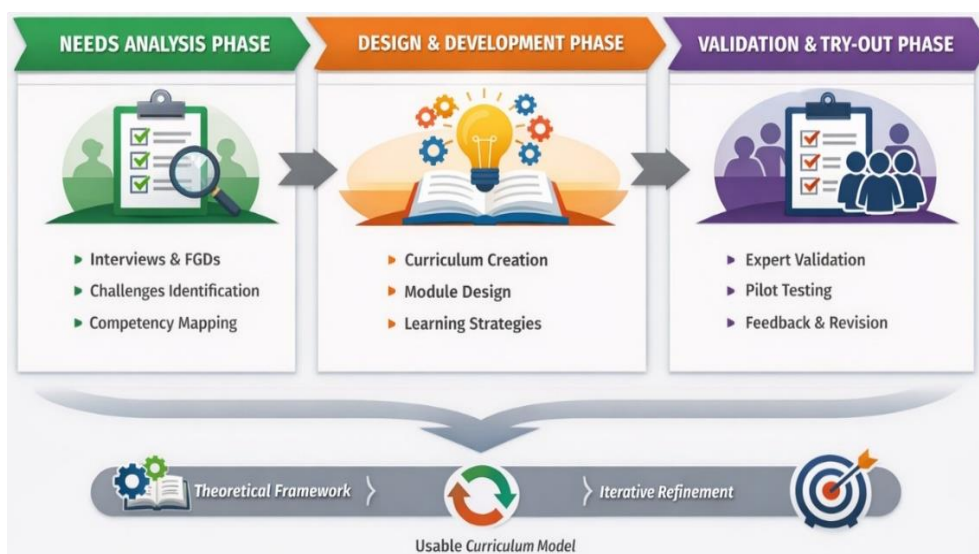 NEEDS ANALYSIS PHASE
Interviews & FGDs
Challenges Identification
Competency Mapping
DESIGN & DEVELOPMENT PHASE
Curriculum Creation
Module Design
Learning Strategies
VALIDATION & TRY-OUT PHASE
Expert Validation
Pilot Testing
Feedback & Revision
Theoretical Framework
Iterative Refinement
Usable Curriculum Model